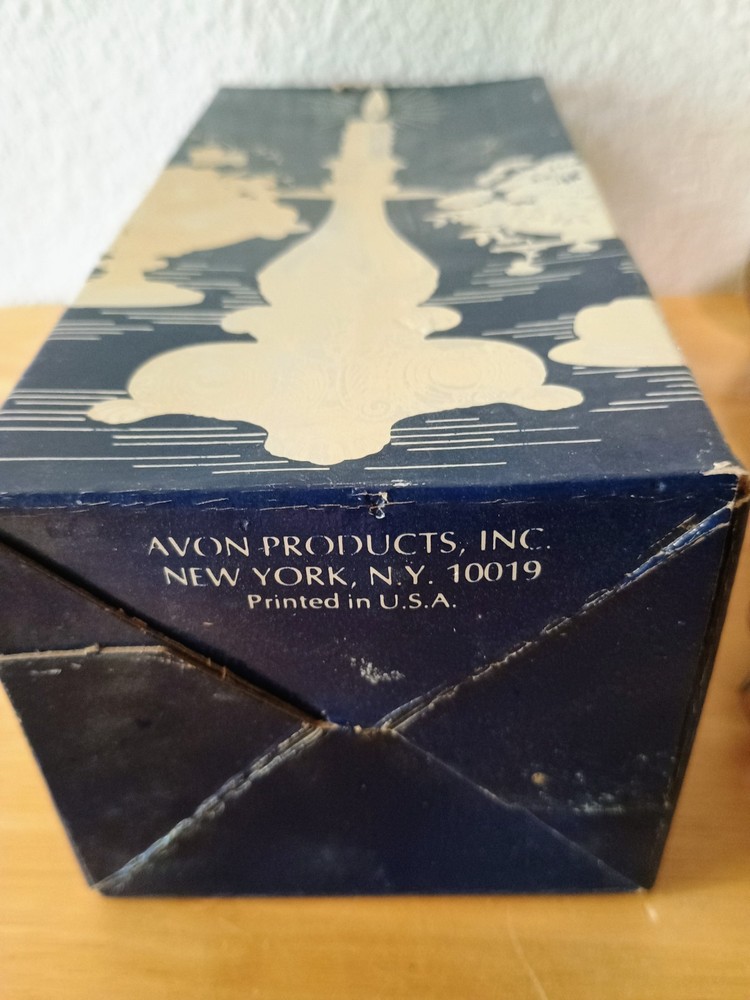 AVON PRODUCTS, INC.
NEW YORK, N.Y. 10019
Printed in U.S.A.